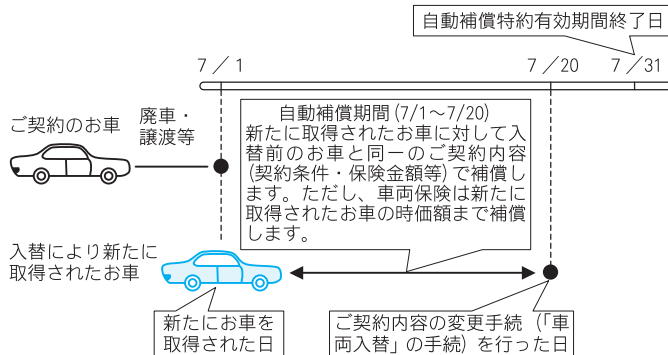 自動補償特約有効期間終了日
7／1
7／20
7／31
ご契約のお車
廃車・
譲渡等
自動補償期間(7/1～7/20)
新たに取得されたお車に対して入
替前のお車と同一のご契約内容
(契約条件・保険金額等)で補償し
ます。ただし、車両保険は新たに
取得されたお車の時価額まで補償
します。
入替により新たに
取得されたお車
新たにお車を
取得された日
ご契約内容の変更手続（「車
両入替」の手続）を行った日